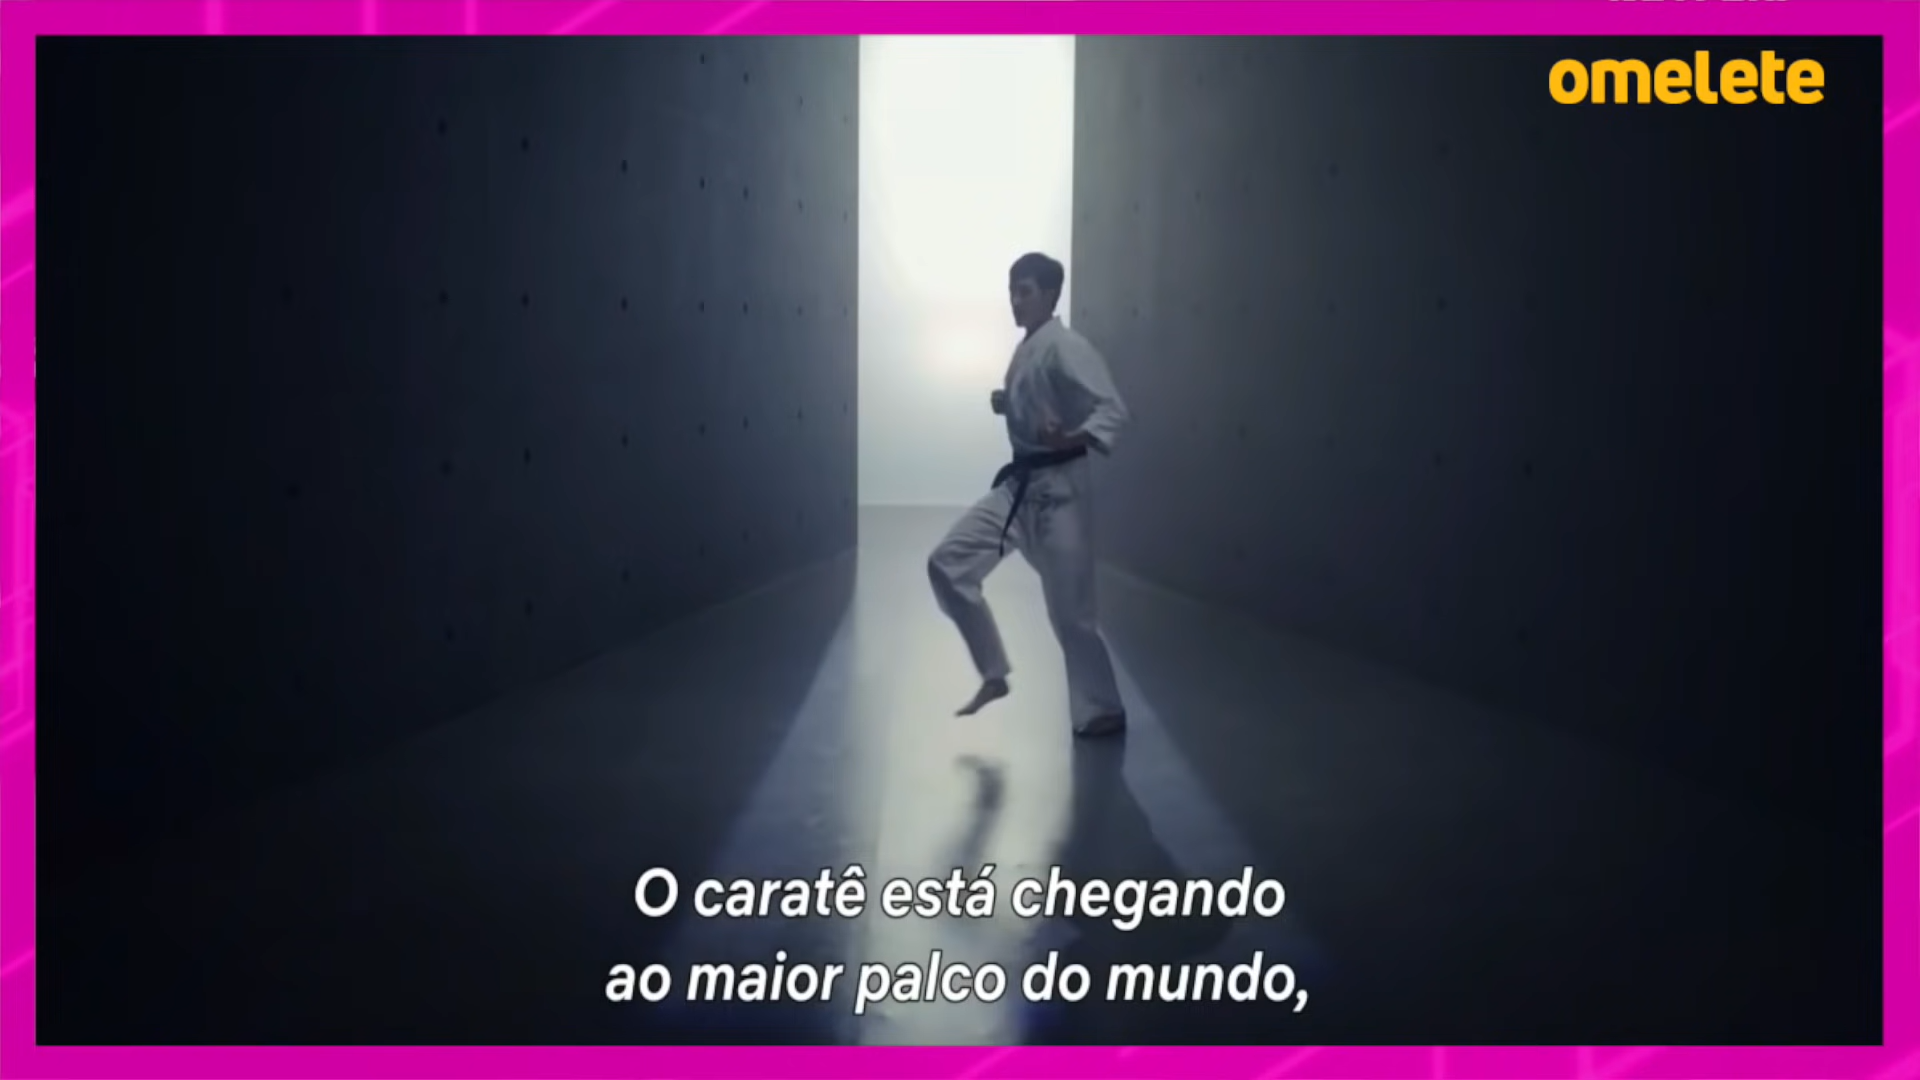 omelete
O caratê está chegando
ao maior palco do mundo,